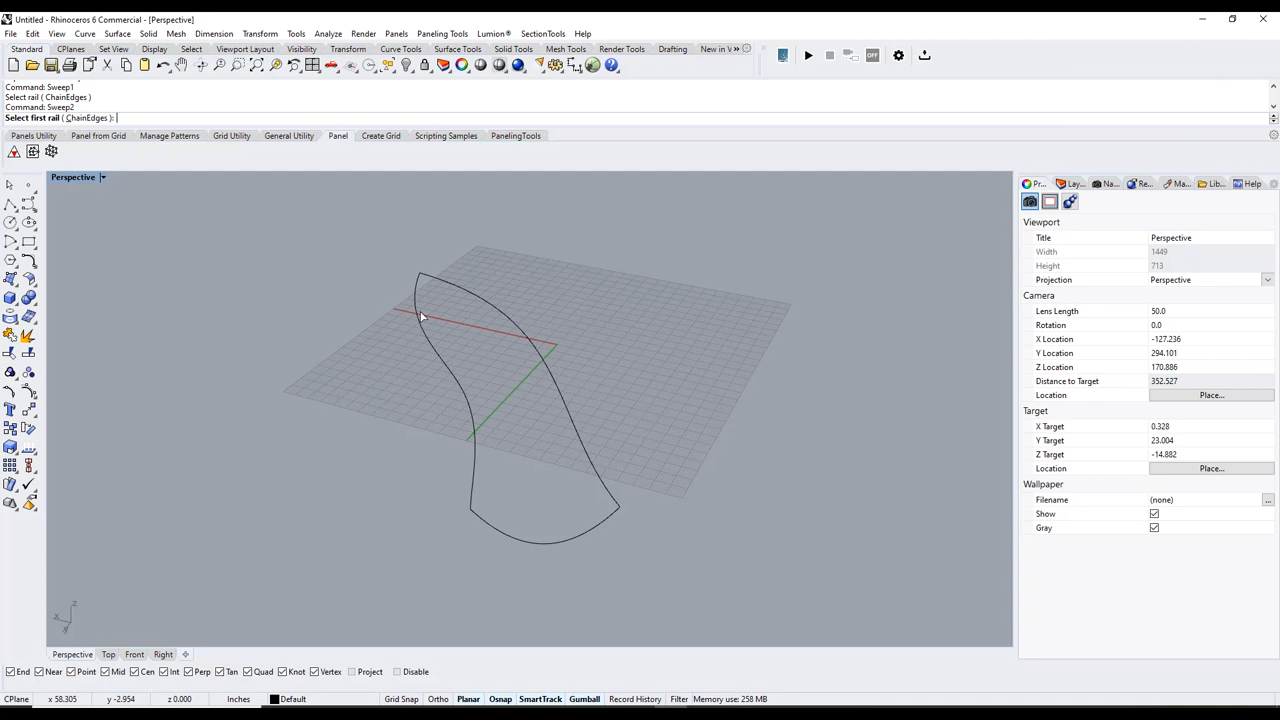 Untitled - Rhinoceros 6 Commercial - [Perspective]
File Edit View Curve Surface Solid Mesh Dimension Transform Tools Analyze Render Panels Paneling Tools Lumion® SectionTools Help
Standard CPlanes Set View Display Select Viewport Layout Visibility Transform Curve Tools Surface Tools Solid Tools Mesh Tools Render Tools Drafting New in V
OFF
Command: Sweep1
Select rail ( ChainEdges )
Command: Sweep2
Select first rail ( ChainEdges ):
Panels Utility Panel from Grid Manage Patterns Grid Utility General Utility Panel Create Grid Scripting Samples PanelingTools
Perspective
Pr... Lay... Na... Re... Ma... Lib... Help
Viewport
Title Perspective
Width 1449
Height 713
Projection Perspective
Camera
Lens Length 50.0
Rotation 0.0
X Location -127.236
Y Location 294.101
Z Location 170.886
Distance to Target 352.527
Location Place...
Target
X Target 0.328
Y Target 23.004
Z Target -14.882
Location Place...
Wallpaper
Filename (none) ...
Show
Gray
z
x
y
Perspective Top Front Right
End Near Point Mid Cen Int Perp Tan Quad Knot Vertex Project Disable
CPlane x 58.305 y -2.954 z 0.000 Inches Default Grid Snap Ortho Planar Osnap SmartTrack Gumball Record History Filter Memory use: 258 MB